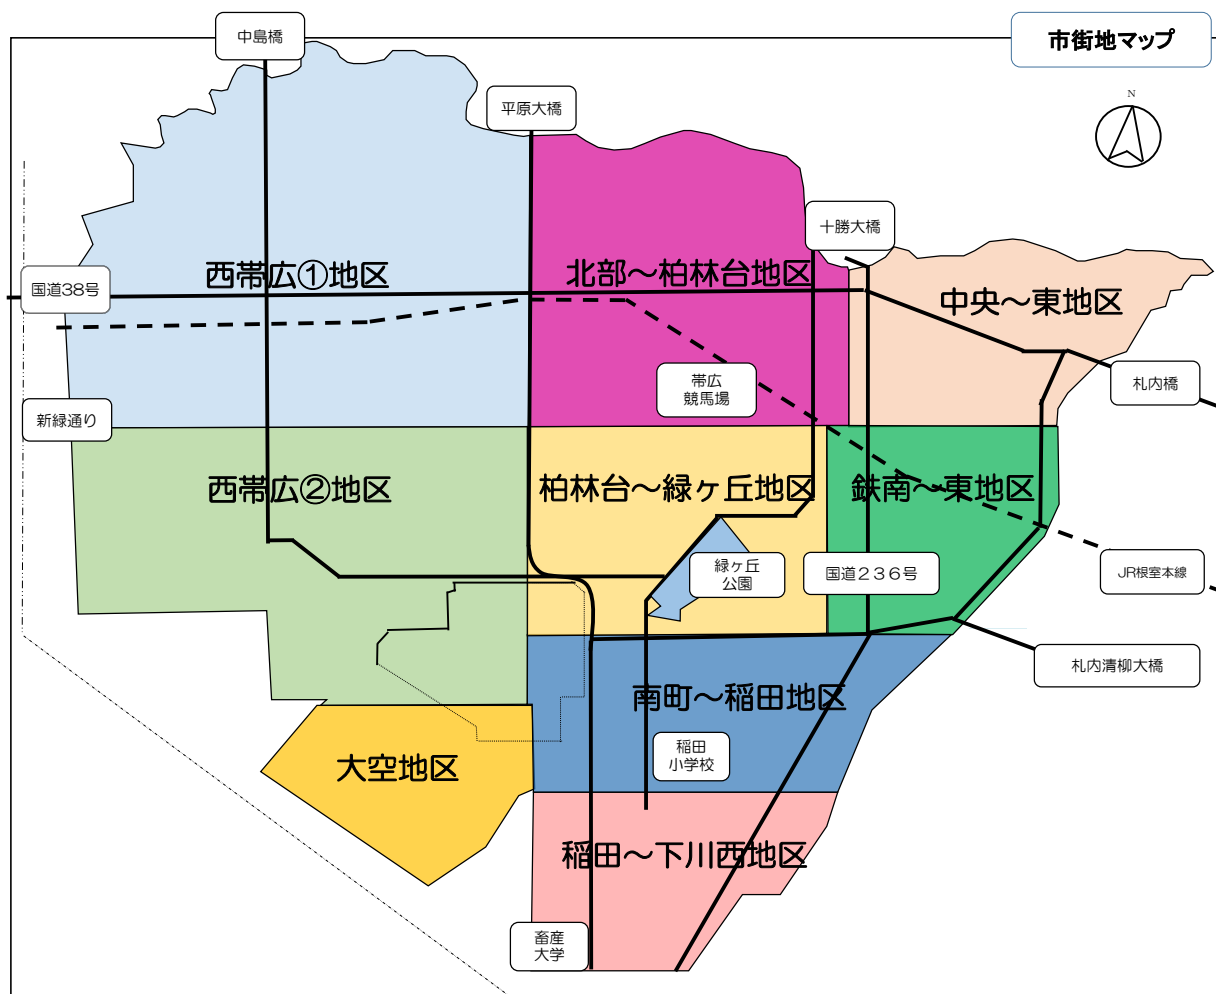 中島橋
市街地マップ
平原大橋
N
十勝大橋
西帯広①地区
北部～柏林台地区
国道38号
中央～東地区
帯広
競馬場
札内橋
新緑通り
西帯広②地区
柏林台～緑ヶ丘地区
鉄南～東地区
緑ヶ丘
公園
国道２３６号
JR根室本線
札内清柳大橋
南町～稲田地区
稲田
小学校
大空地区
稲田～下川西地区
畜産
大学